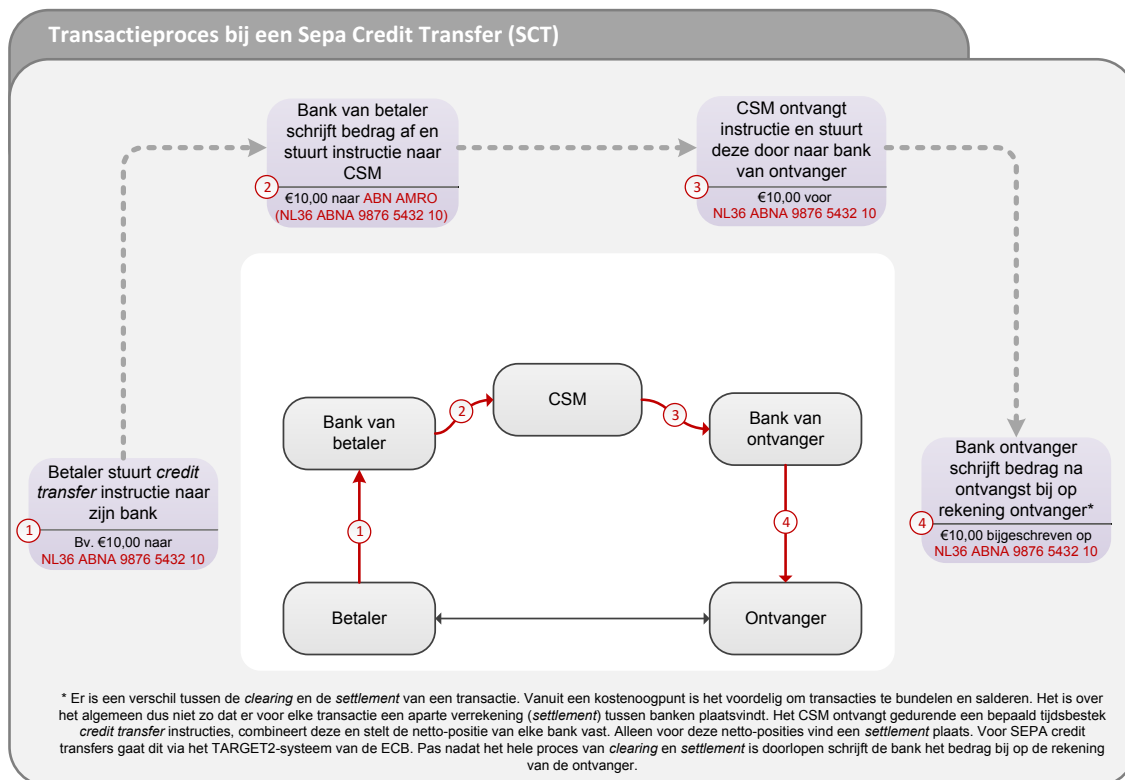 Transactieproces bij een Sepa Credit Transfer (SCT)
Bank van betaler
schrijft bedrag af en
stuurt instructie naar
CSM
2
€10,00 naar ABN AMRO
(NL36 ABNA 9876 5432 10)
CSM ontvangt
instructie en stuurt
deze door naar bank
van ontvanger
3
€10,00 voor
NL36 ABNA 9876 5432 10
CSM
2
3
Bank van
betaler
Bank van
ontvanger
Betaler stuurt credit
transfer instructie naar
zijn bank
1
Bv. €10,00 naar
NL36 ABNA 9876 5432 10
1
4
Bank ontvanger
schrijft bedrag na
ontvangst bij op
rekening ontvanger*
4
€10,00 bijgeschreven op
NL36 ABNA 9876 5432 10
Betaler
Ontvanger
* Er is een verschil tussen de clearing en de settlement van een transactie. Vanuit een kostenoogpunt is het voordelig om transacties te bundelen en salderen. Het is over
het algemeen dus niet zo dat er voor elke transactie een aparte verrekening (settlement) tussen banken plaatsvindt. Het CSM ontvangt gedurende een bepaald tijdsbestek
credit transfer instructies, combineert deze en stelt de netto-positie van elke bank vast. Alleen voor deze netto-posities vind een settlement plaats. Voor SEPA credit
transfers gaat dit via het TARGET2-systeem van de ECB. Pas nadat het hele proces van clearing en settlement is doorlopen schrijft de bank het bedrag bij op de rekening
van de ontvanger.